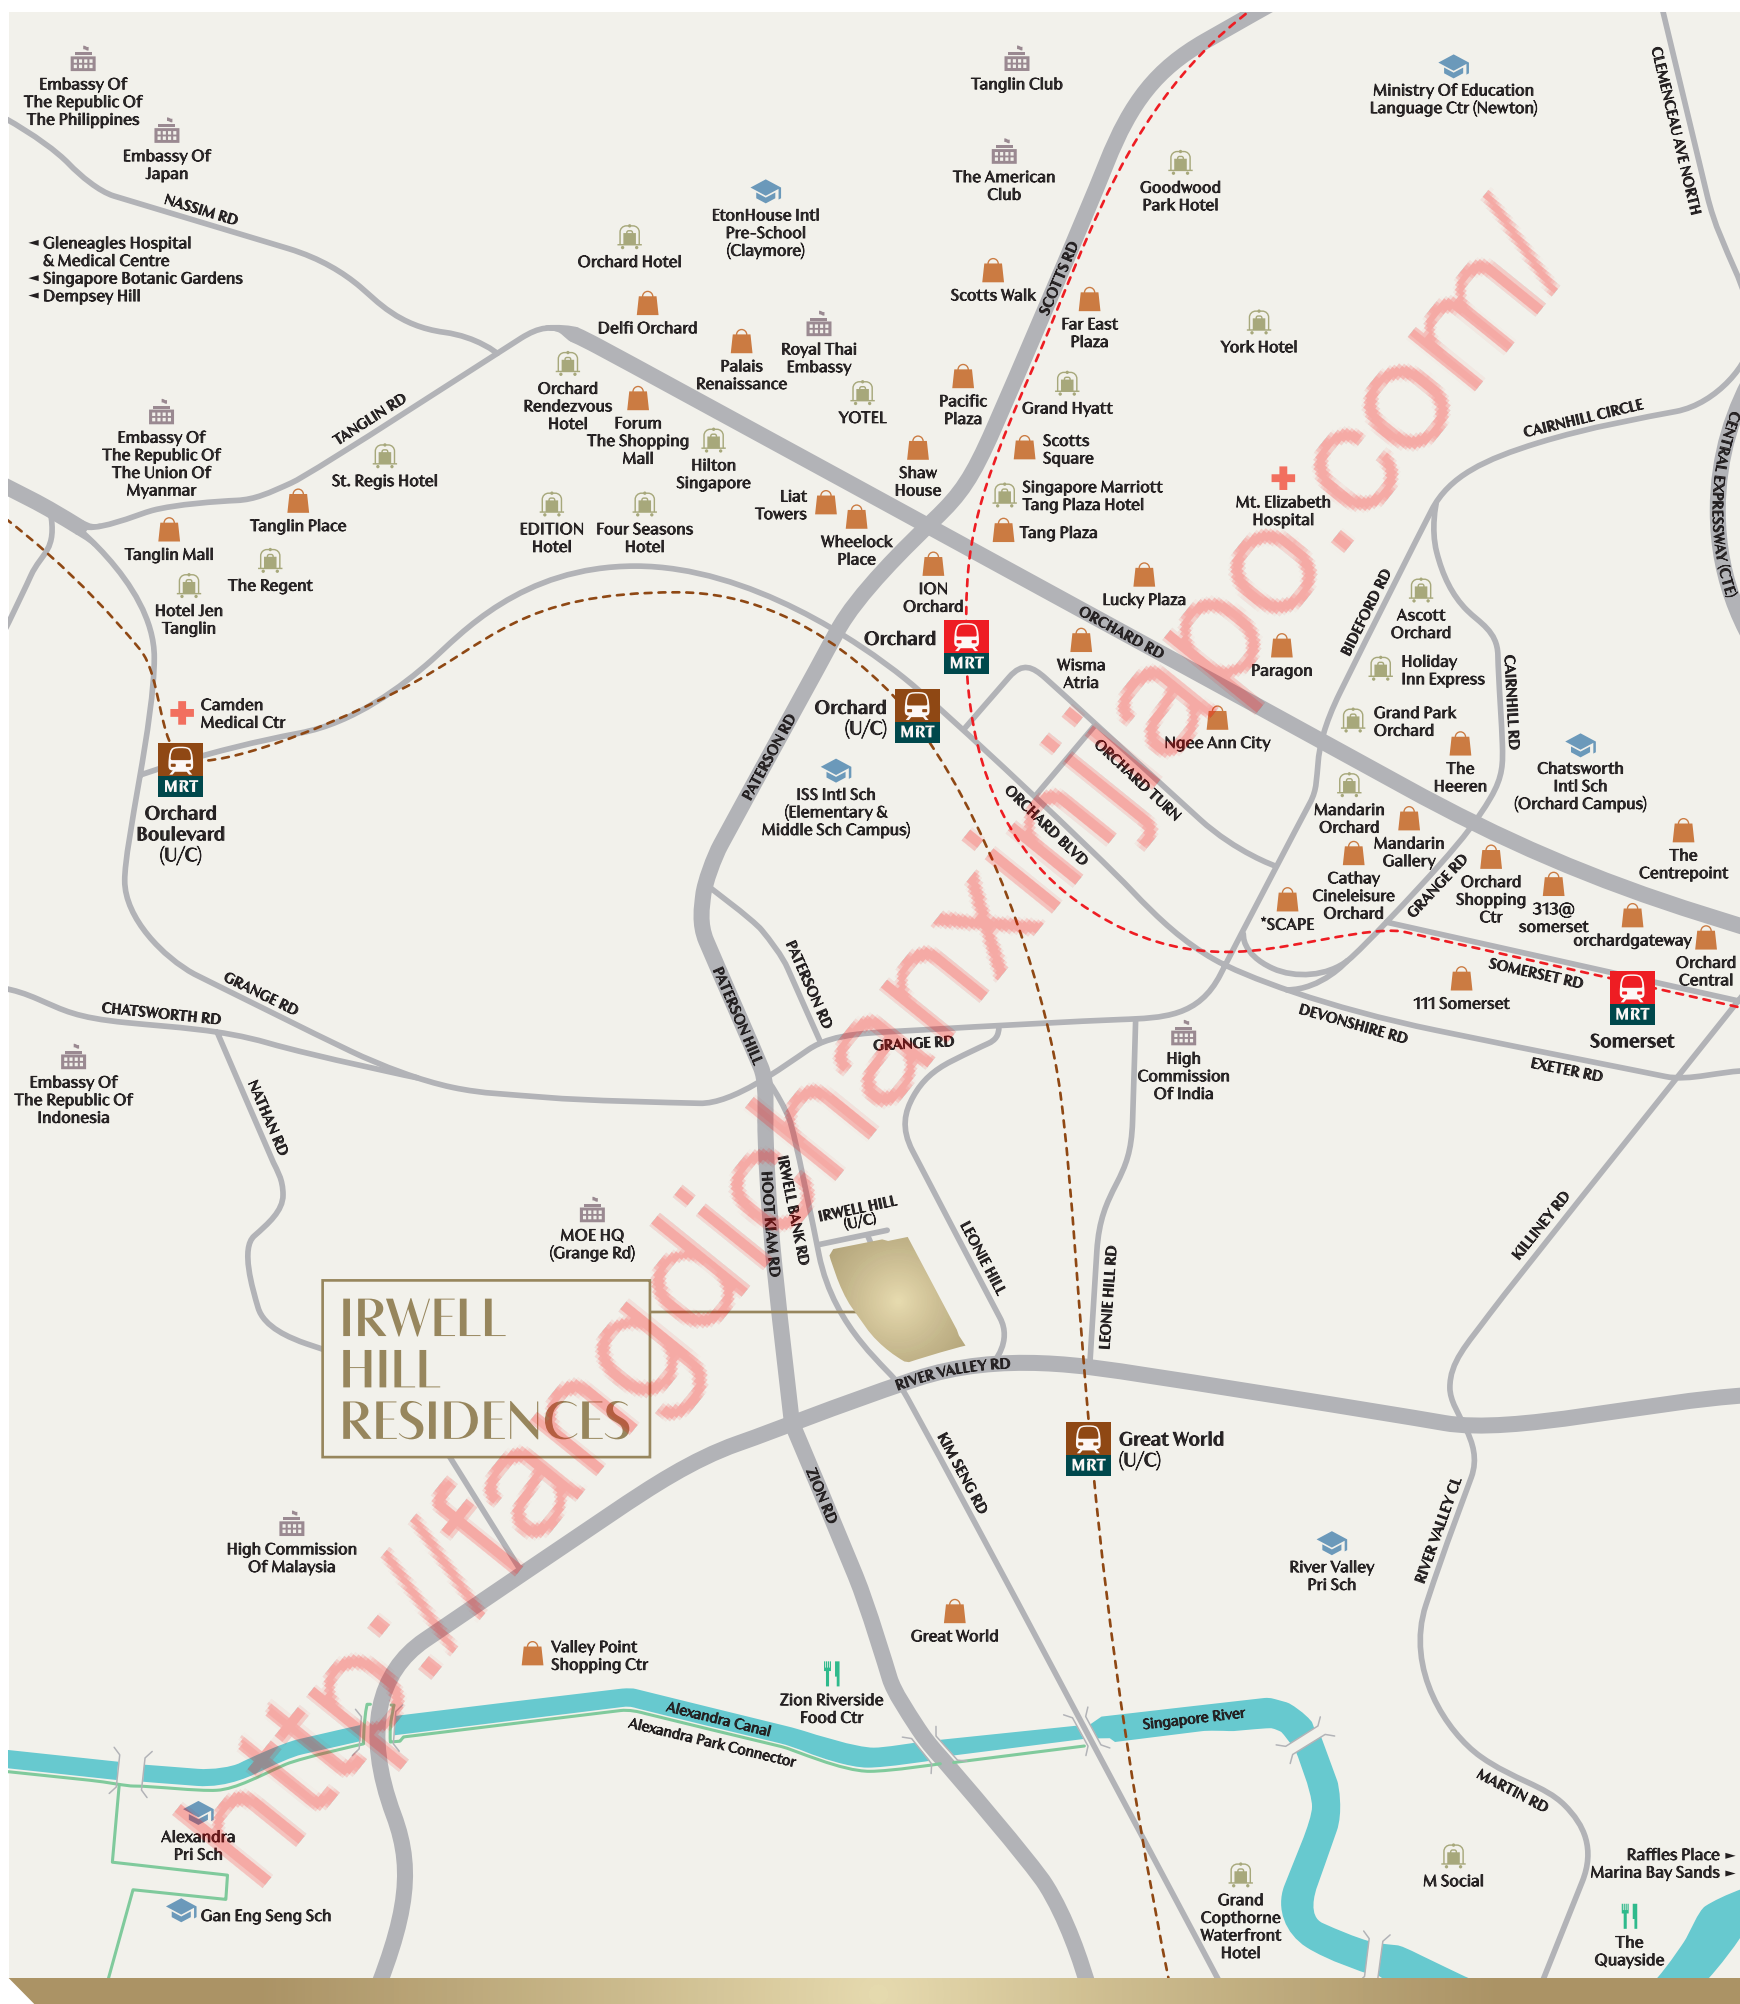 Embassy Of
The Republic Of
The Philippines
Embassy Of
Japan
NASSIM RD
◄ Gleneagles Hospital
& Medical Centre
◄ Singapore Botanic Gardens
◄ Dempsey Hill
Tanglin Club
The American
Club
Ministry Of Education
Language Ctr (Newton)
CLEMENCEAU AVE NORTH
Goodwood
Park Hotel
EtonHouse Intl
Pre-School
(Claymore)
Orchard Hotel
Delfi Orchard
SCOTTS RD
Scotts Walk
Far East
Plaza
York Hotel
Royal Thai
Embassy
Palais
Renaissance
Orchard
Rendezvous
Hotel
Forum
The Shopping
Mall
YOTEL
Pacific
Plaza
Grand Hyatt
CAIRNHILL CIRCLE
CENTRAL EXPRESSWAY (CTE)
TANGLIN RD
Embassy Of
The Republic Of
The Union Of
Myanmar
St. Regis Hotel
Hilton
Singapore
Scotts
Square
Shaw
House
Singapore Marriott
Tang Plaza Hotel
Mt. Elizabeth
Hospital
Tanglin Place
Tanglin Mall
Liat
Towers
EDITION
Hotel
Four Seasons
Hotel
Wheelock
Place
Tang Plaza
The Regent
Hotel Jen
Tanglin
ION
Orchard
Lucky Plaza
BIDEFORD RD
Ascott
Orchard
ORCHARD RD
Orchard
MRT
Wisma
Atria
Paragon
Holiday
Inn Express
CAIRNHILL RD
Camden
Medical Ctr
Orchard
(U/C)
MRT
Ngee Ann City
Grand Park
Orchard
The
Heeren
Chatsworth
Intl Sch
(Orchard Campus)
MRT
Orchard
Boulevard
(U/C)
PATERSON RD
ISS Intl Sch
(Elementary &
Middle Sch Campus)
ORCHARD TURN
ORCHARD BLVD
Mandarin
Orchard
Mandarin
Gallery
Cathay
Cineleisure
Orchard
GRANGE RD
Orchard
Shopping
Ctr
The
Centrepoint
313@
somerset
*SCAPE
orchardgateway
Orchard
Central
PATERSON RD
PATERSON HILL
GRANGE RD
CHATSWORTH RD
SOMERSET RD
111 Somerset
MRT
Somerset
DEVONSHIRE RD
GRANGE RD
EXETER RD
Embassy Of
The Republic Of
Indonesia
NATHAN RD
High
Commission
Of India
IRWELL BANK RD
HOOT KIAM RD
IRWELL HILL
(U/C)
MOE HQ
(Grange Rd)
LEONIE HILL
LEONIE HILL RD
KILLINEY RD
IRWELL
HILL
RESIDENCES
RIVER VALLEY RD
KIM SENG RD
MRT
Great World
(U/C)
ZION RD
RIVER VALLEY CL
High Commission
Of Malaysia
River Valley
Pri Sch
Great World
Valley Point
Shopping Ctr
Zion Riverside
Food Ctr
Alexandra Canal
Alexandra Park Connector
Singapore River
MARTIN RD
Alexandra
Pri Sch
Gan Eng Seng Sch
M Social
Raffles Place ►
Marina Bay Sands ►
Grand
Copthorne
Waterfront
Hotel
The
Quayside
http://fangdichanxinjiapo.com/